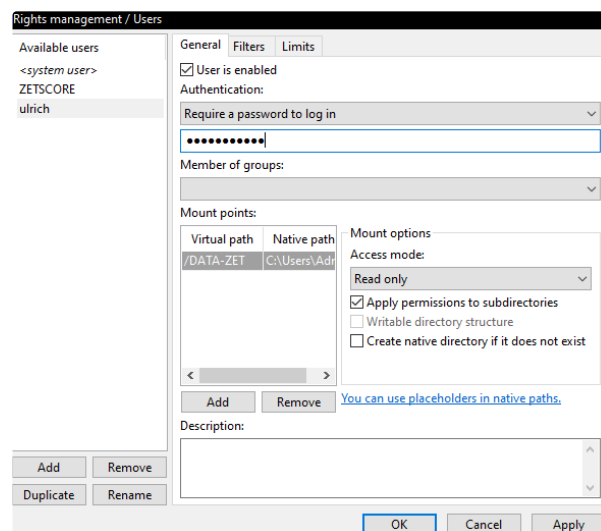 Rights management / Users
Available users
<system user>
ZETSCORE
ulrich
Add Remove
Duplicate Rename
General Filters Limits
User is enabled
Authentication:
Require a password to log in
●●●●●●●●●●●
Member of groups:
Mount points:
Virtual path Native path
/DATA-ZET C:\Users\Adr
Add Remove
Mount options
Access mode:
Read only
Apply permissions to subdirectories
Writable directory structure
Create native directory if it does not exist
You can use placeholders in native paths.
Description:
OK Cancel Apply